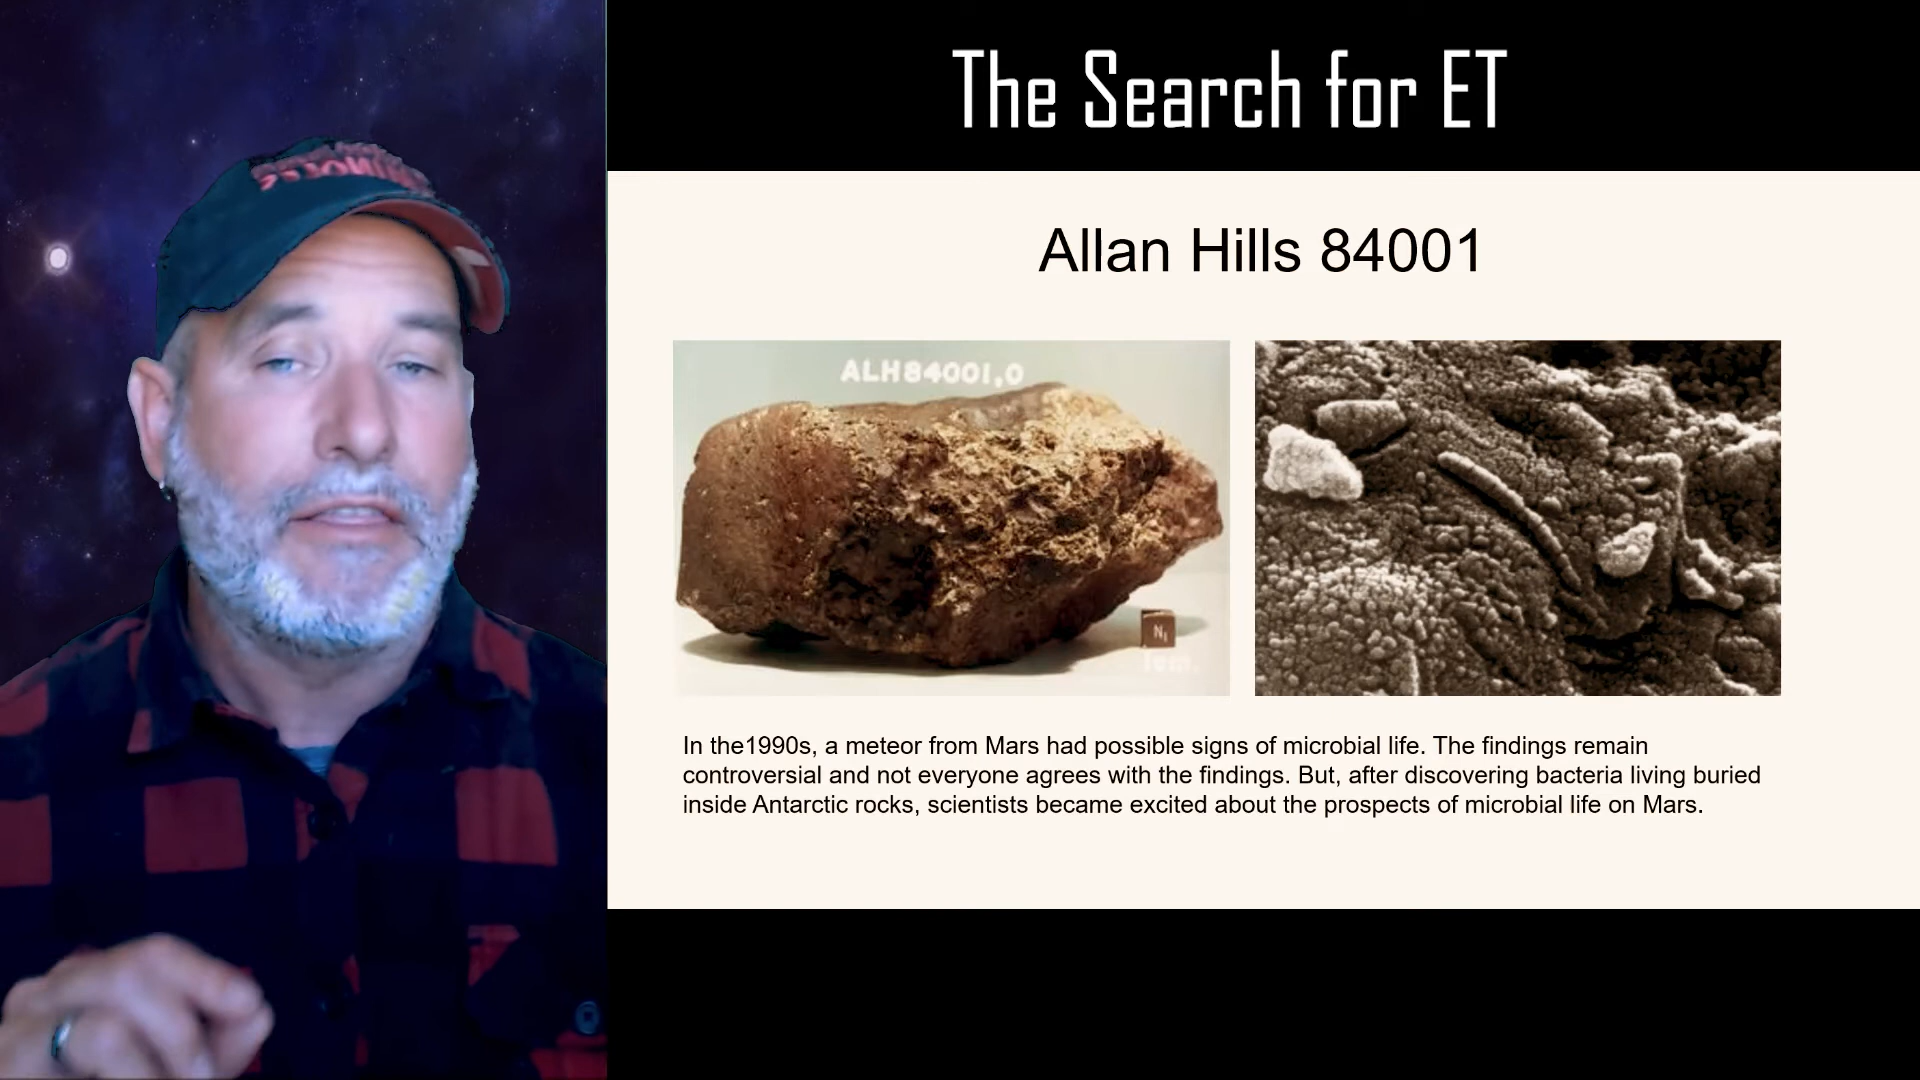 The Search for ET
Allan Hills 84001
ALH84001,0
N1
1cm.
In the1990s, a meteor from Mars had possible signs of microbial life. The findings remain
controversial and not everyone agrees with the findings. But, after discovering bacteria living buried
inside Antarctic rocks, scientists became excited about the prospects of microbial life on Mars.